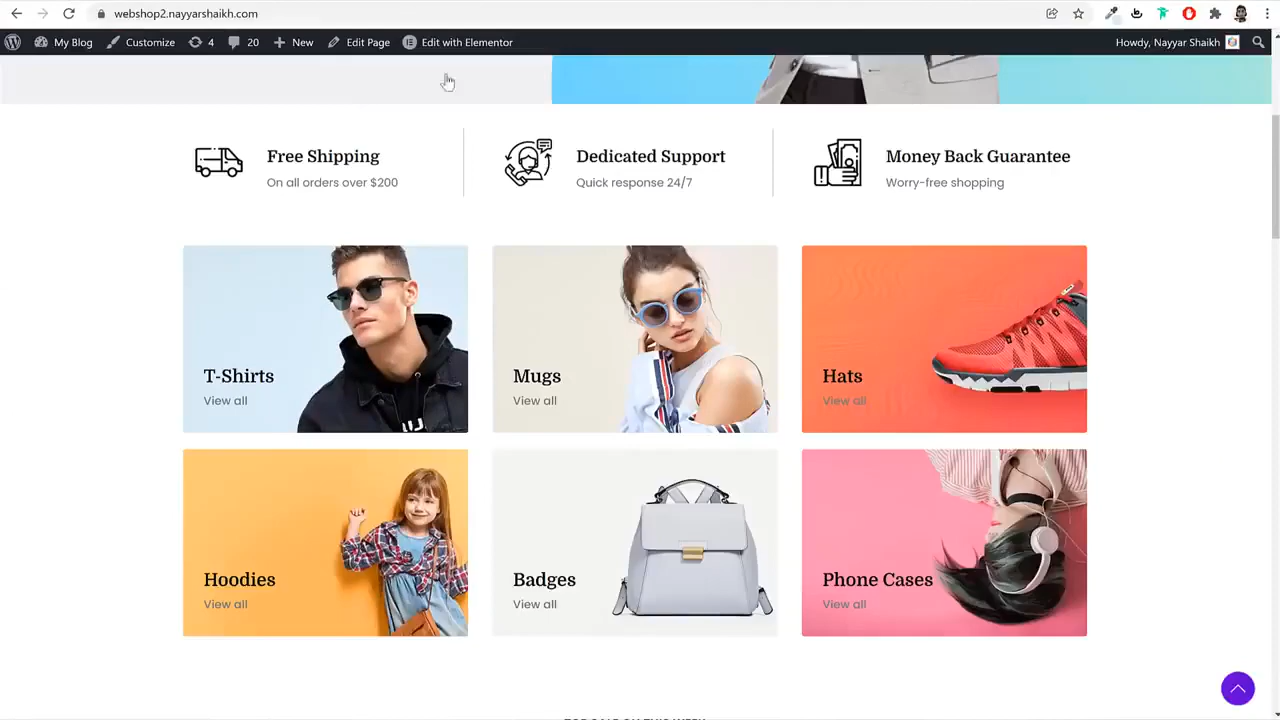 webshop2.nayyarshaikh.com
My Blog Customize 4 20 New Edit Page Edit with Elementor Howdy, Nayyar Shaikh
Free Shipping
On all orders over $200
Dedicated Support
Quick response 24/7
Money Back Guarantee
Worry-free shopping
T-Shirts
View all
Mugs
View all
Hats
View all
Hoodies
View all
Badges
View all
Phone Cases
View all